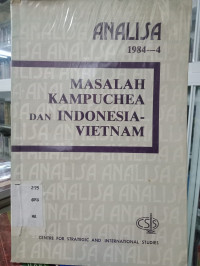 ANALISA
1984—4
MASALAH
KAMPUCHEA
DAN INDONESIA-
VIETNAM
CSIS
CENTRE FOR STRATEGIC AND INTERNATIONAL STUDIES